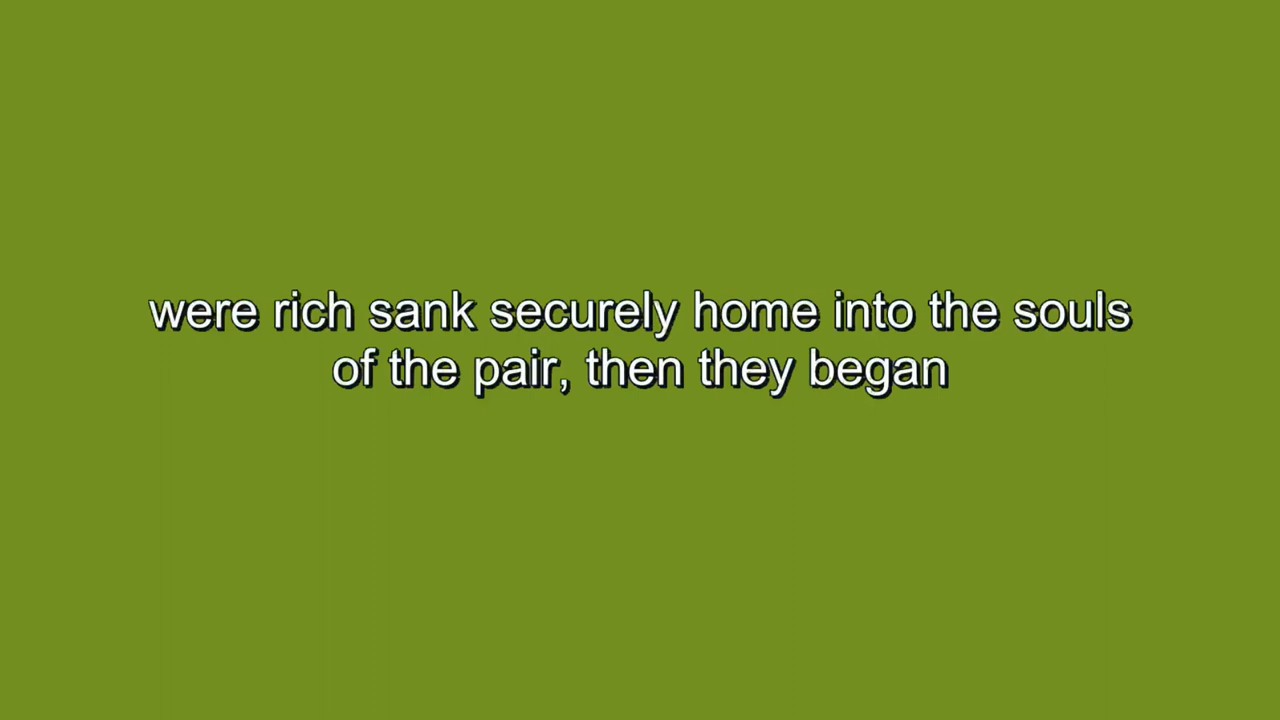 were rich sank securely home into the souls
of the pair, then they began